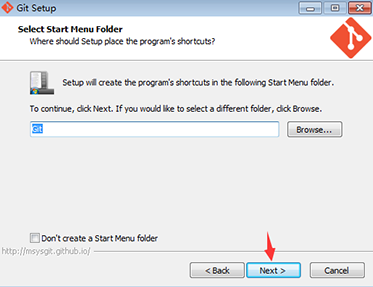 Git Setup
Select Start Menu Folder
Where should Setup place the program's shortcuts?
Setup will create the program's shortcuts in the following Start Menu folder.
To continue, click Next. If you would like to select a different folder, click Browse.
Git
Browse...
Don't create a Start Menu folder
http://msysgit.github.io/
< Back
Next >
Cancel